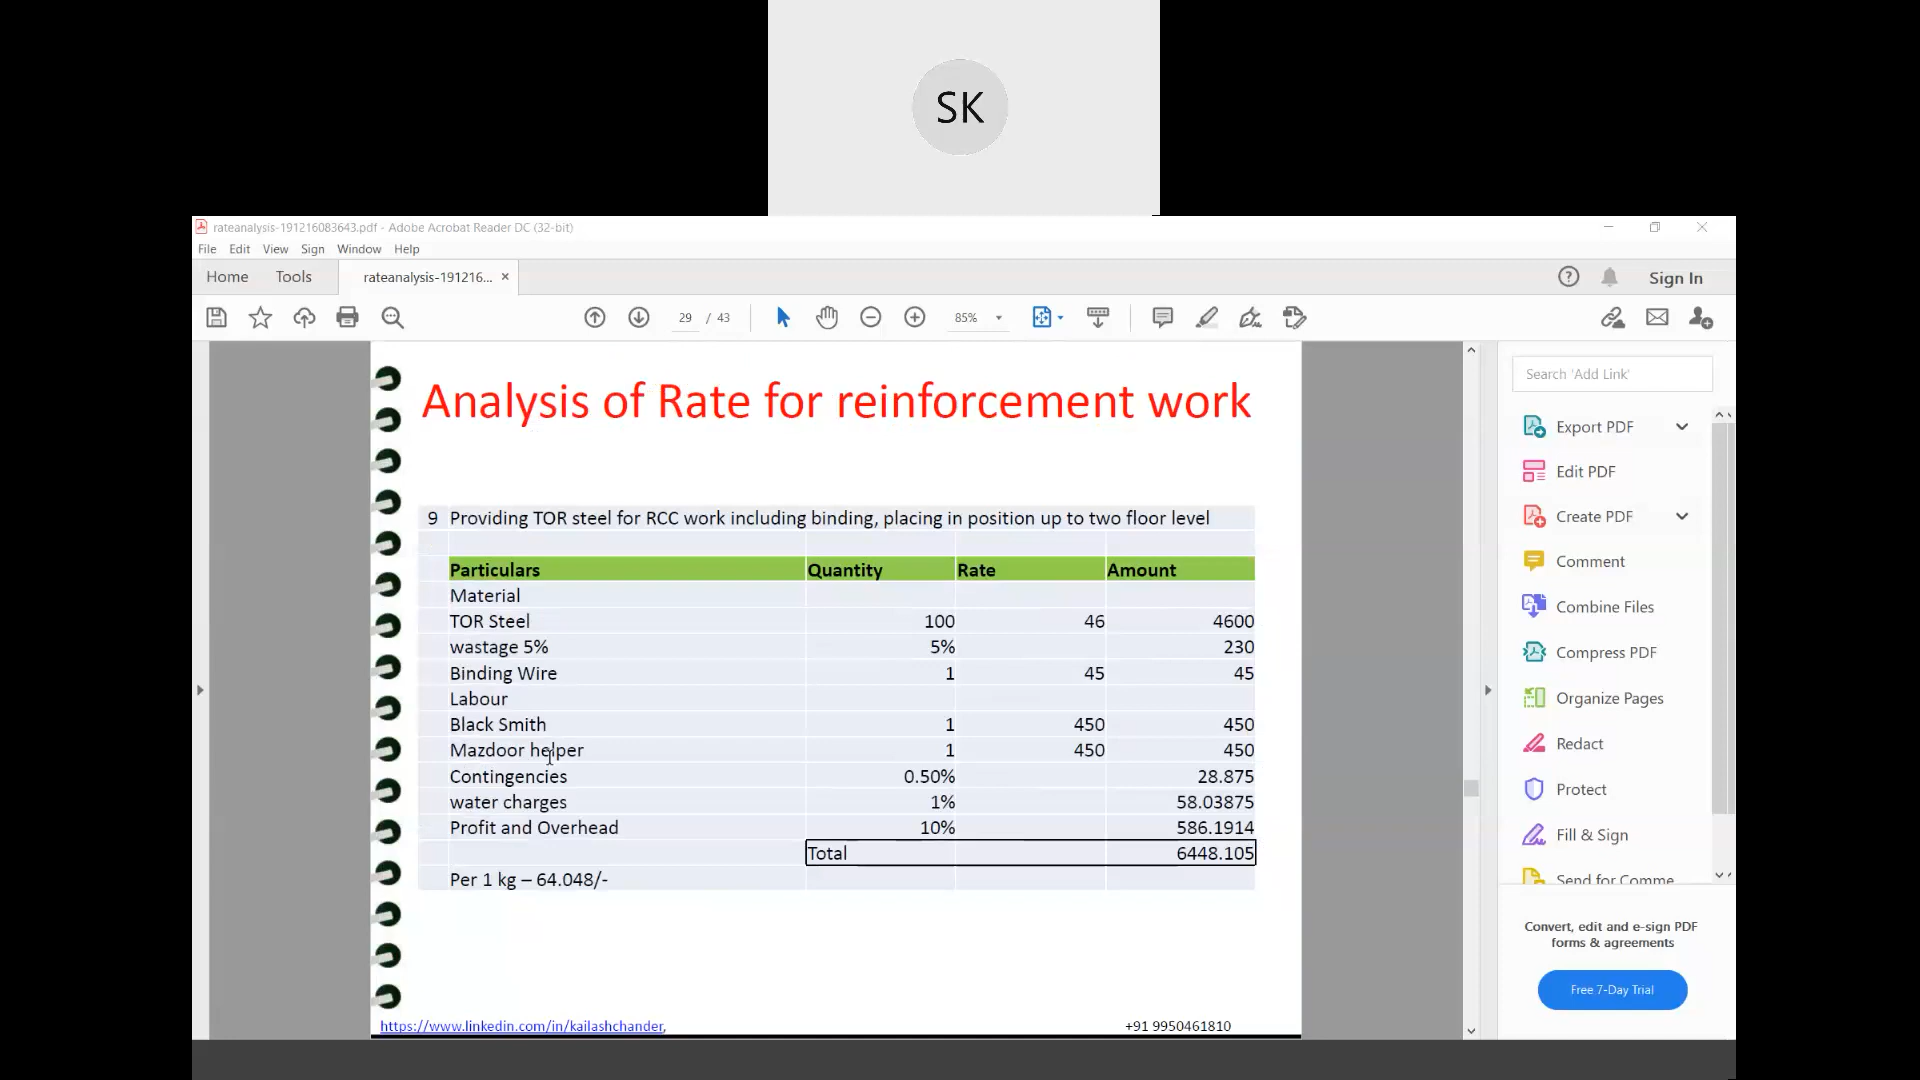 SK
rateanalysis-191216083643.pdf - Adobe Acrobat Reader DC (32-bit)
File Edit View Sign Window Help
Home Tools rateanalysis-191216... × Sign In
29 / 43 85%
Search 'Add Link'
Export PDF
Edit PDF
Create PDF
Comment
Combine Files
Compress PDF
Organize Pages
Redact
Protect
Fill & Sign
Send for Comme
Convert, edit and e-sign PDF
forms & agreements
Free 7-Day Trial
Analysis of Rate for reinforcement work
9 Providing TOR steel for RCC work including binding, placing in position up to two floor level
Particulars Quantity Rate Amount
Material
TOR Steel 100 46 4600
wastage 5% 5% 230
Binding Wire 1 45 45
Labour
Black Smith 1 450 450
Mazdoor helper 1 450 450
Contingencies 0.50% 28.875
water charges 1% 58.03875
Profit and Overhead 10% 586.1914
Total 6448.105
Per 1 kg – 64.048/-
https://www.linkedin.com/in/kailashchander, +91 9950461810